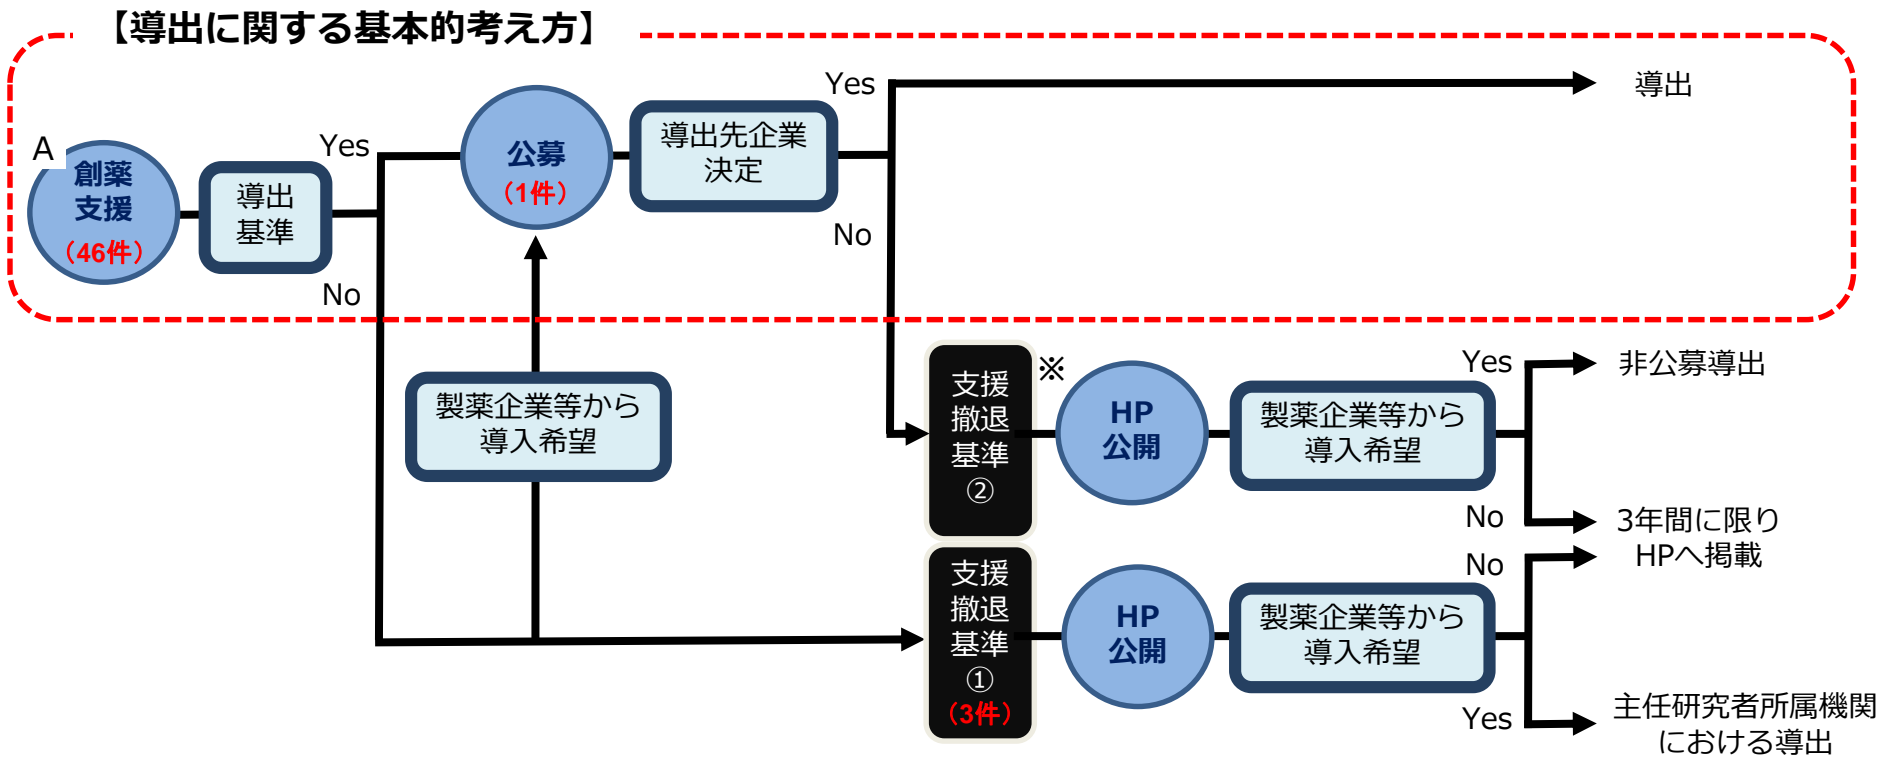 【導出に関する基本的考え方】
A
創薬
支援
（46件）
導出
基準
Yes
No
公募
（1件）
導出先企業
決定
Yes
No
導出
製薬企業等から
導入希望
支援
撤退
基準
②
※
HP
公開
製薬企業等から
導入希望
Yes
非公募導出
No
3年間に限り
HPへ掲載
支援
撤退
基準
①
（3件）
HP
公開
製薬企業等から
導入希望
No
Yes
主任研究者所属機関
における導出